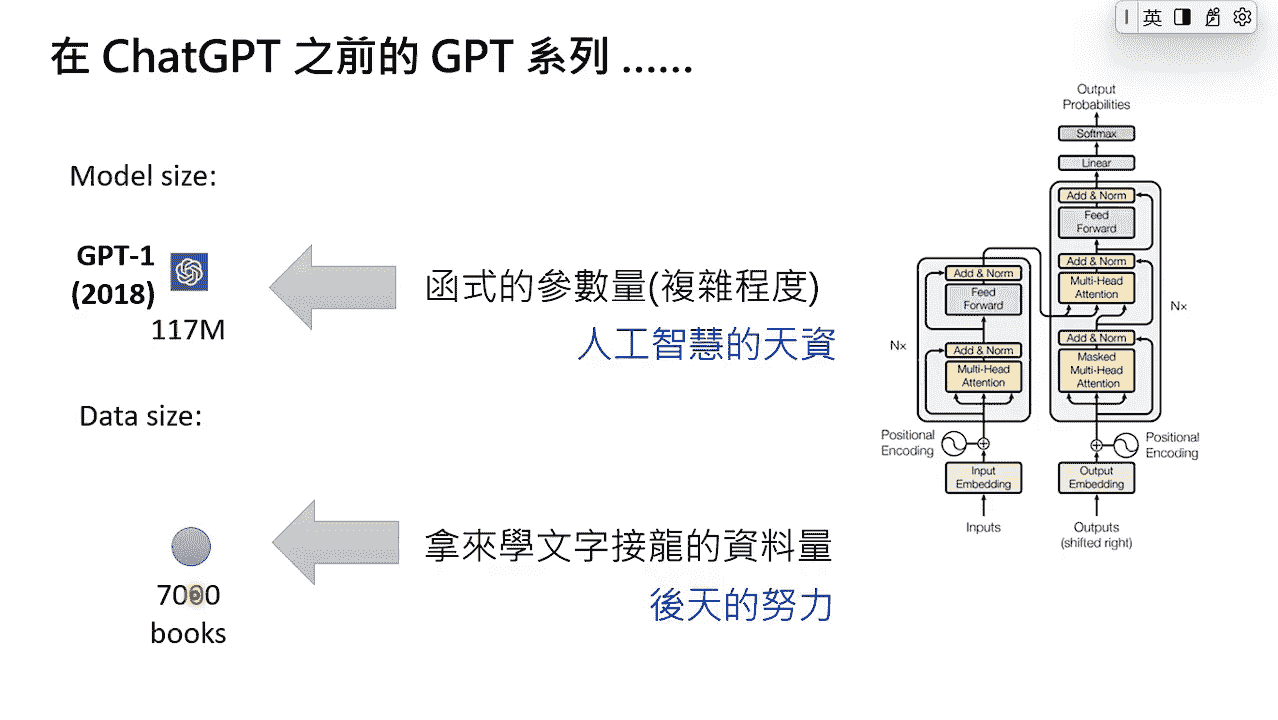 英
在 ChatGPT 之前的 GPT 系列 ……
Model size:
GPT-1
(2018)
117M
函式的參數量(複雜程度)
人工智慧的天資
Data size:
7000
books
拿來學文字接龍的資料量
後天的努力
Output
Probabilities
Softmax
Linear
Add & Norm
Feed
Forward
Add & Norm
Multi-Head
Attention
Add & Norm
Masked
Multi-Head
Attention
Nx
Add & Norm
Feed
Forward
Add & Norm
Multi-Head
Attention
Nx
Positional
Encoding
Positional
Encoding
Input
Embedding
Output
Embedding
Inputs
Outputs
(shifted right)